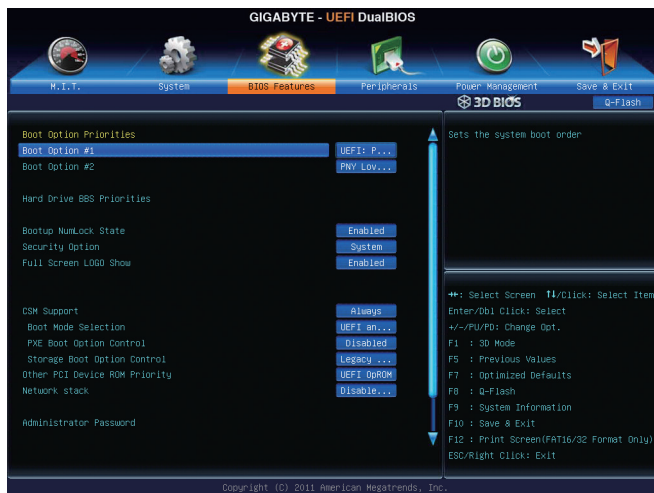 GIGABYTE - UEFI DualBIOS
M.I.T.
System
BIOS Features
Peripherals
Power Management
Save & Exit
3D BIOS
Q-Flash
Boot Option Priorities
Boot Option #1 UEFI: P...
Boot Option #2 PNY Lov...
Hard Drive BBS Priorities
Bootup NumLock State Enabled
Security Option System
Full Screen LOGO Show Enabled
CSM Support Always
Boot Mode Selection UEFI an...
PXE Boot Option Control Disabled
Storage Boot Option Control Legacy ...
Other PCI Device ROM Priority UEFI OpROM
Network stack Disable...
Administrator Password
Sets the system boot order
→←: Select Screen ↑↓/Click: Select Item
Enter/Dbl Click: Select
+/-/PU/PD: Change Opt.
F1 : 3D Mode
F5 : Previous Values
F7 : Optimized Defaults
F8 : Q-Flash
F9 : System Information
F10 : Save & Exit
F12 : Print Screen(FAT16/32 Format Only)
ESC/Right Click: Exit
Copyright (C) 2011 American Megatrends, Inc.